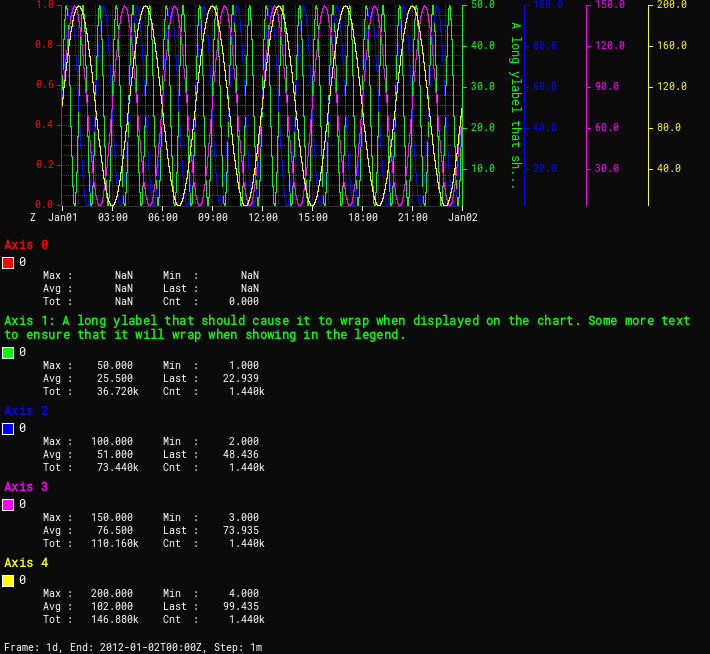 1.0 50.0 100.0 150.0 200.0
0.8 40.0 80.0 120.0 160.0
0.6 30.0 60.0 90.0 120.0
0.4 20.0 40.0 60.0 80.0
0.2 10.0 20.0 30.0 40.0
0.0
A long ylabel that sh...
Z Jan01 03:00 06:00 09:00 12:00 15:00 18:00 21:00 Jan02
Axis 0
0
Max : NaN Min : NaN
Avg : NaN Last : NaN
Tot : NaN Cnt : 0.000
Axis 1: A long ylabel that should cause it to wrap when displayed on the chart. Some more text
to ensure that it will wrap when showing in the legend.
0
Max : 50.000 Min : 1.000
Avg : 25.500 Last : 22.939
Tot : 36.720k Cnt : 1.440k
Axis 2
0
Max : 100.000 Min : 2.000
Avg : 51.000 Last : 48.436
Tot : 73.440k Cnt : 1.440k
Axis 3
0
Max : 150.000 Min : 3.000
Avg : 76.500 Last : 73.935
Tot : 110.160k Cnt : 1.440k
Axis 4
0
Max : 200.000 Min : 4.000
Avg : 102.000 Last : 99.435
Tot : 146.880k Cnt : 1.440k
Frame: 1d, End: 2012-01-02T00:00Z, Step: 1m